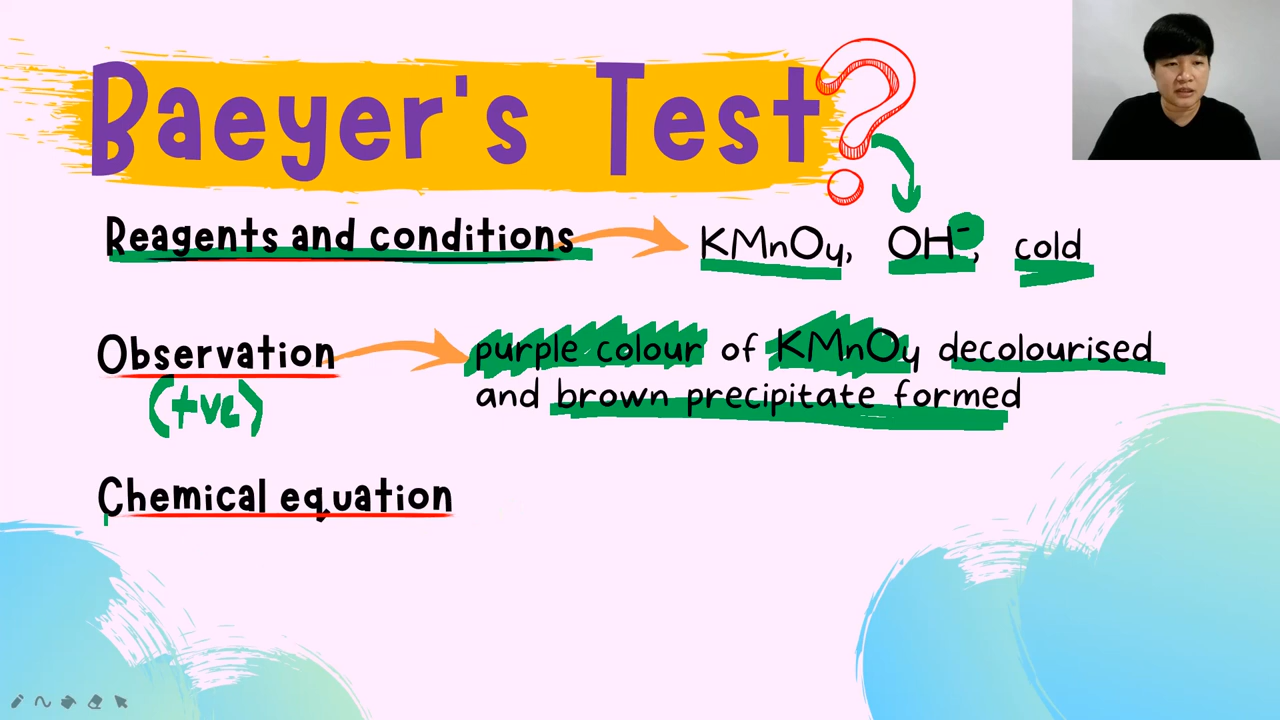 Baeyer's Test?
Reagents and conditions
KMnO4, OH⁻, cold
Observation
(+ve)
purple colour of KMnO4 decolourised
and brown precipitate formed
Chemical equation